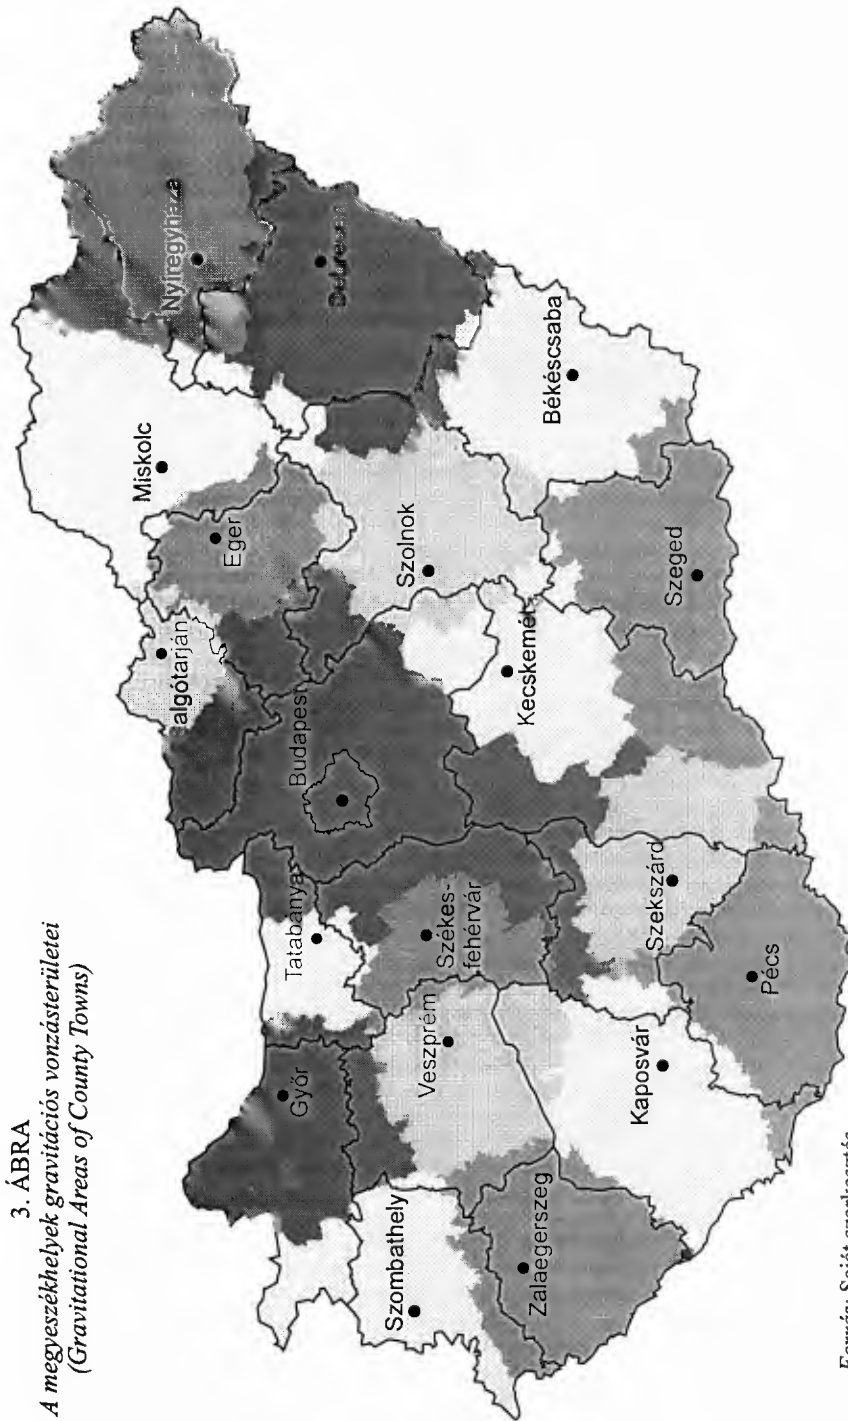 3. ÁBRA
A megyeszékhelyek gravitációs vonzásterületei
(Gravitational Areas of County Towns)
Nyíregyháza
Debrecen
Miskolc
Eger
algótarján
Békéscsaba
Szolnok
Szeged
Budapest
Kecskemét
Tatabánya
Székes-
fehérvár
Szekszárd
Győr
Veszprém
Pécs
Kaposvár
Szombathely
Zalaegerszeg
Forrás: Saját szerkesztés